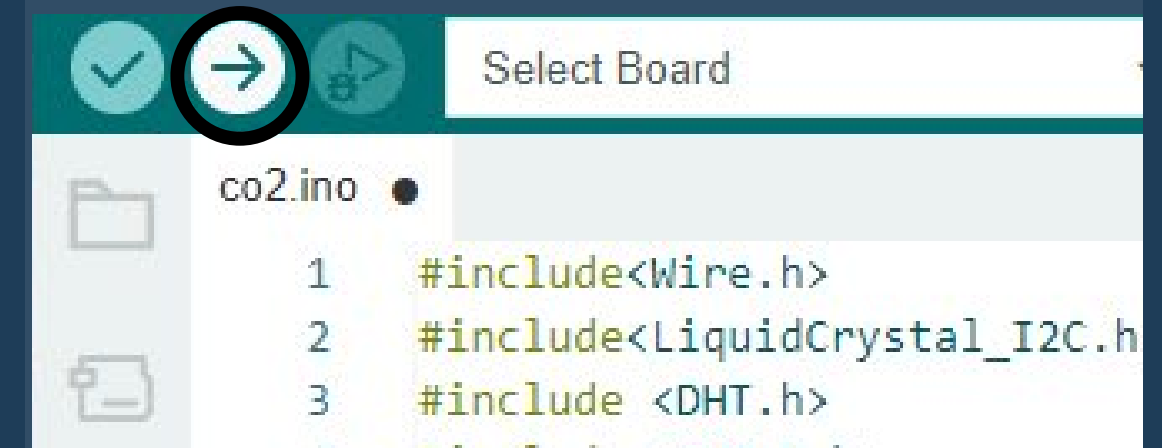 Select Board
co2.ino
1 #include<Wire.h>
2 #include<LiquidCrystal_I2C.h
3 #include <DHT.h>